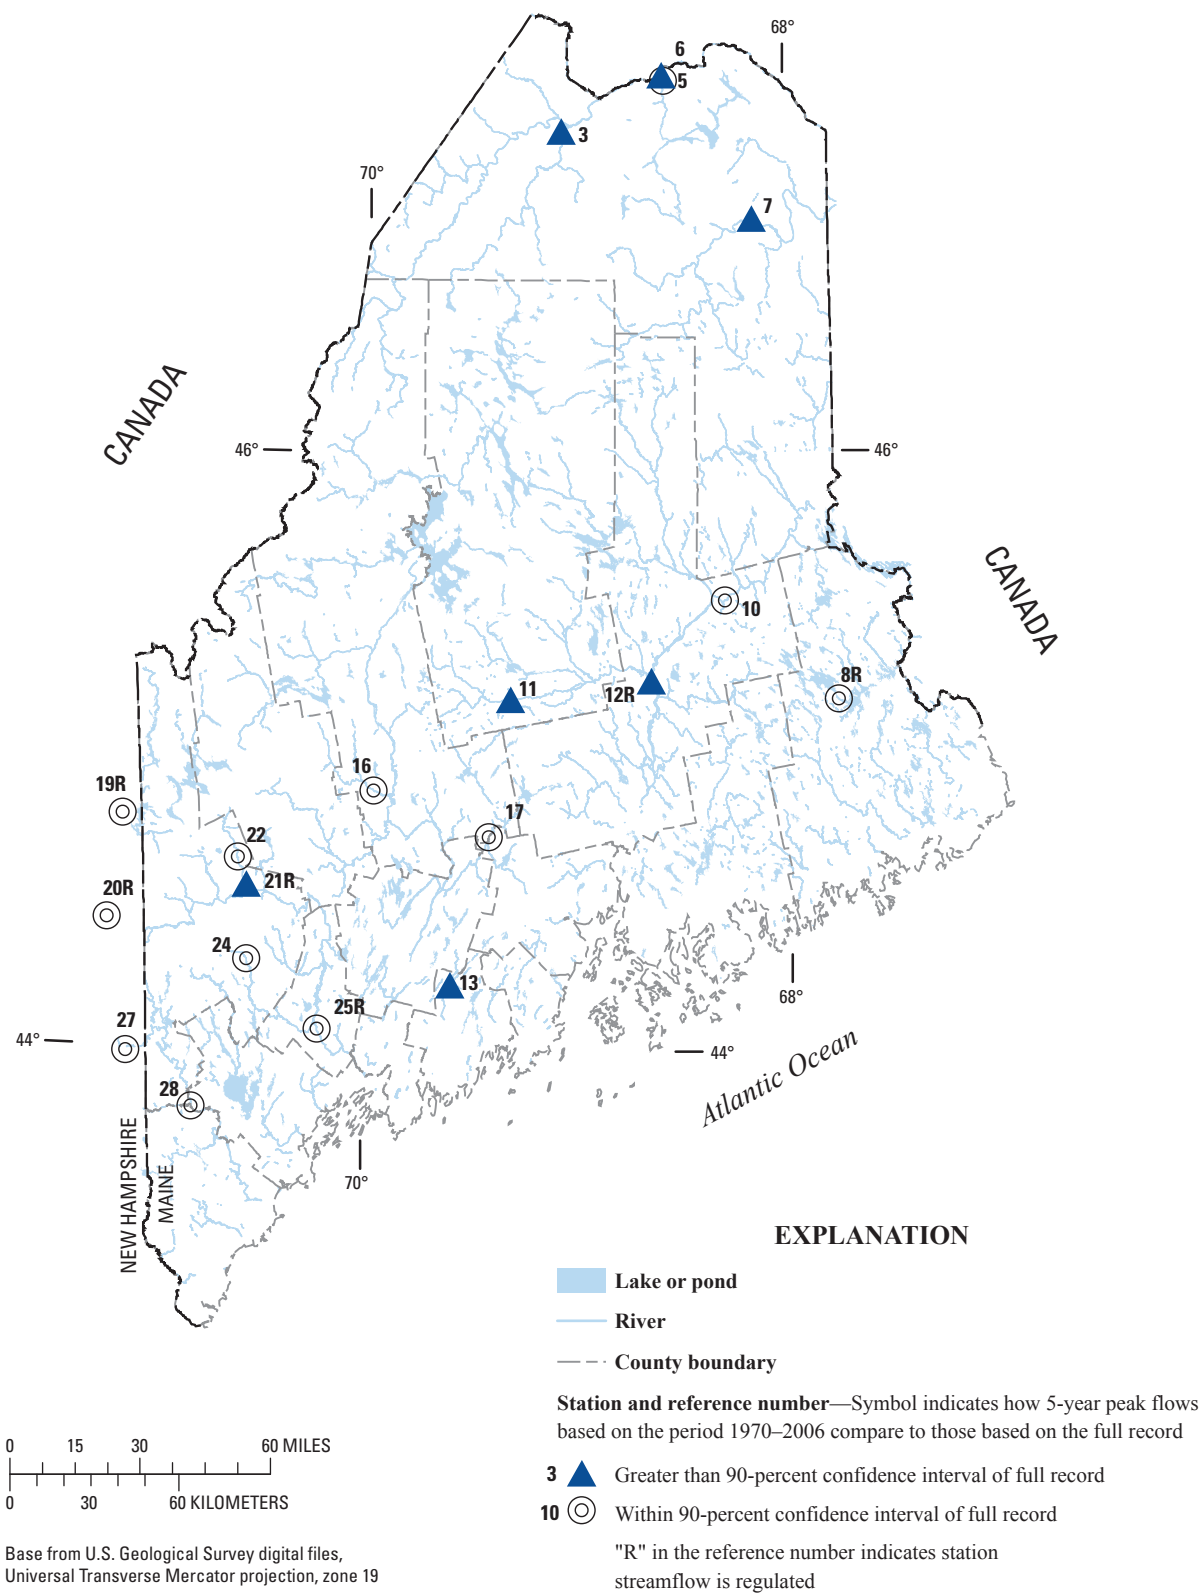 68°
6
5
3
70°
7
CANADA
46°
46°
CANADA
10
8R
11
12R
16
19R
17
22
21R
20R
24
13
68°
25R
27
44°
44°
Atlantic Ocean
28
70°
NEW HAMPSHIRE
MAINE
EXPLANATION
Lake or pond
River
County boundary
Station and reference number—Symbol indicates how 5-year peak flows
based on the period 1970–2006 compare to those based on the full record
3 Greater than 90-percent confidence interval of full record
10 Within 90-percent confidence interval of full record
"R" in the reference number indicates station
streamflow is regulated
0 15 30 60 MILES
0 30 60 KILOMETERS
Base from U.S. Geological Survey digital files,
Universal Transverse Mercator projection, zone 19